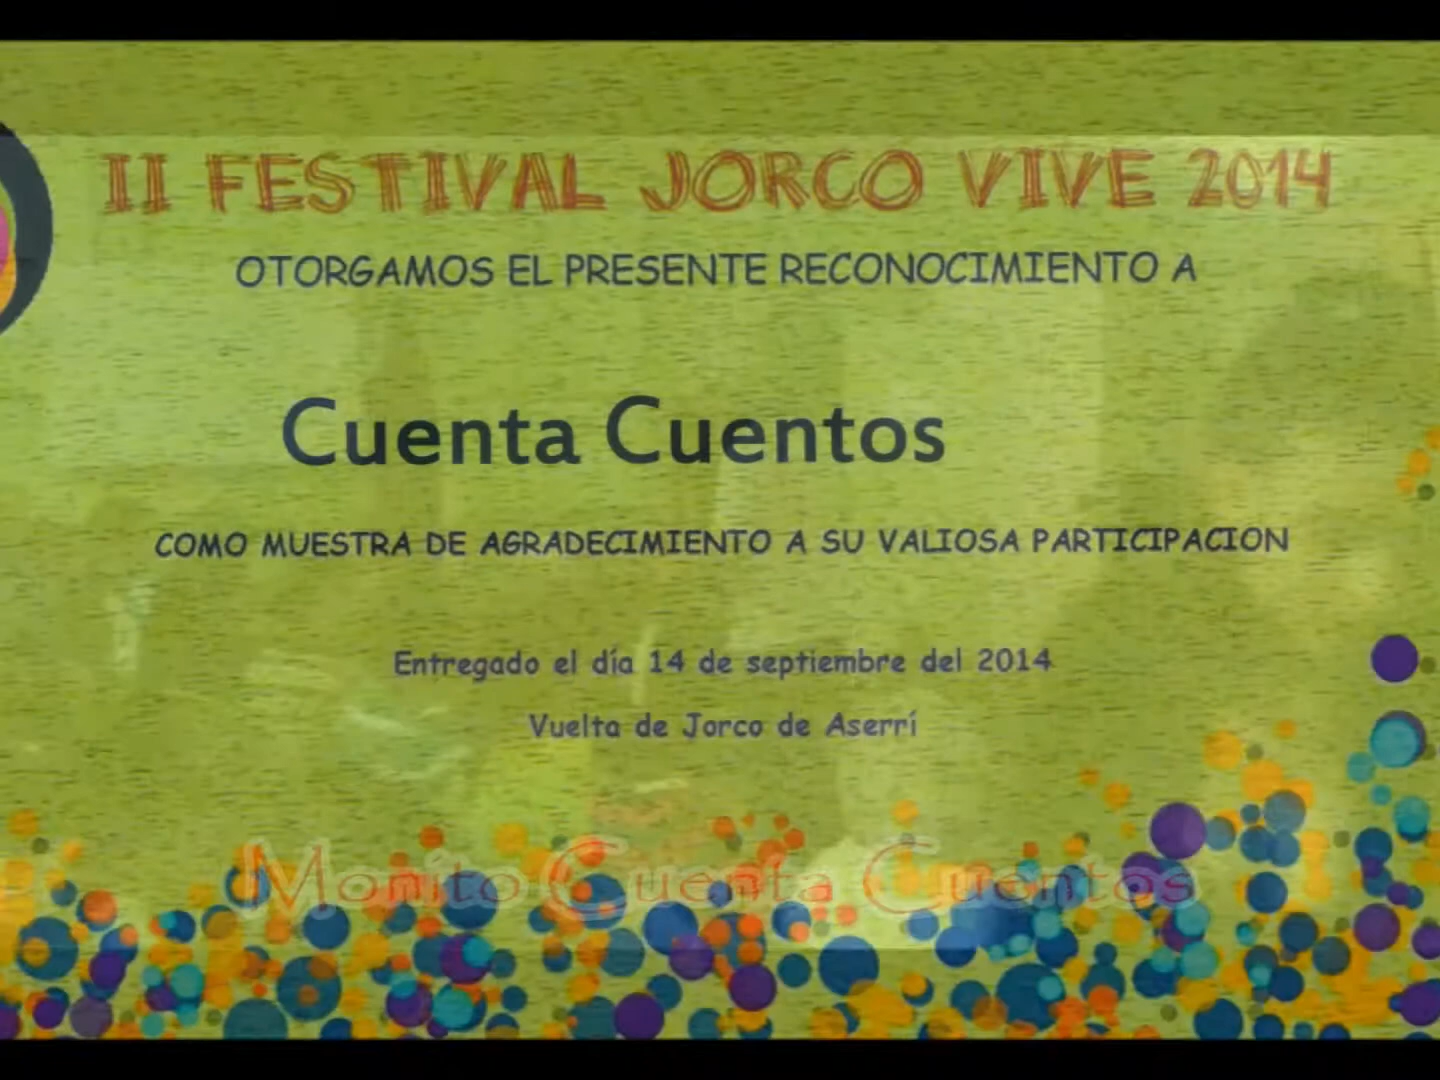 II FESTIVAL JORCO VIVE 2014
OTORGAMOS EL PRESENTE RECONOCIMIENTO A
Cuenta Cuentos
COMO MUESTRA DE AGRADECIMIENTO A SU VALIOSA PARTICIPACION
Entregado el día 14 de septiembre del 2014
Vuelta de Jorco de Aserrí
Monito Cuenta Cuentos